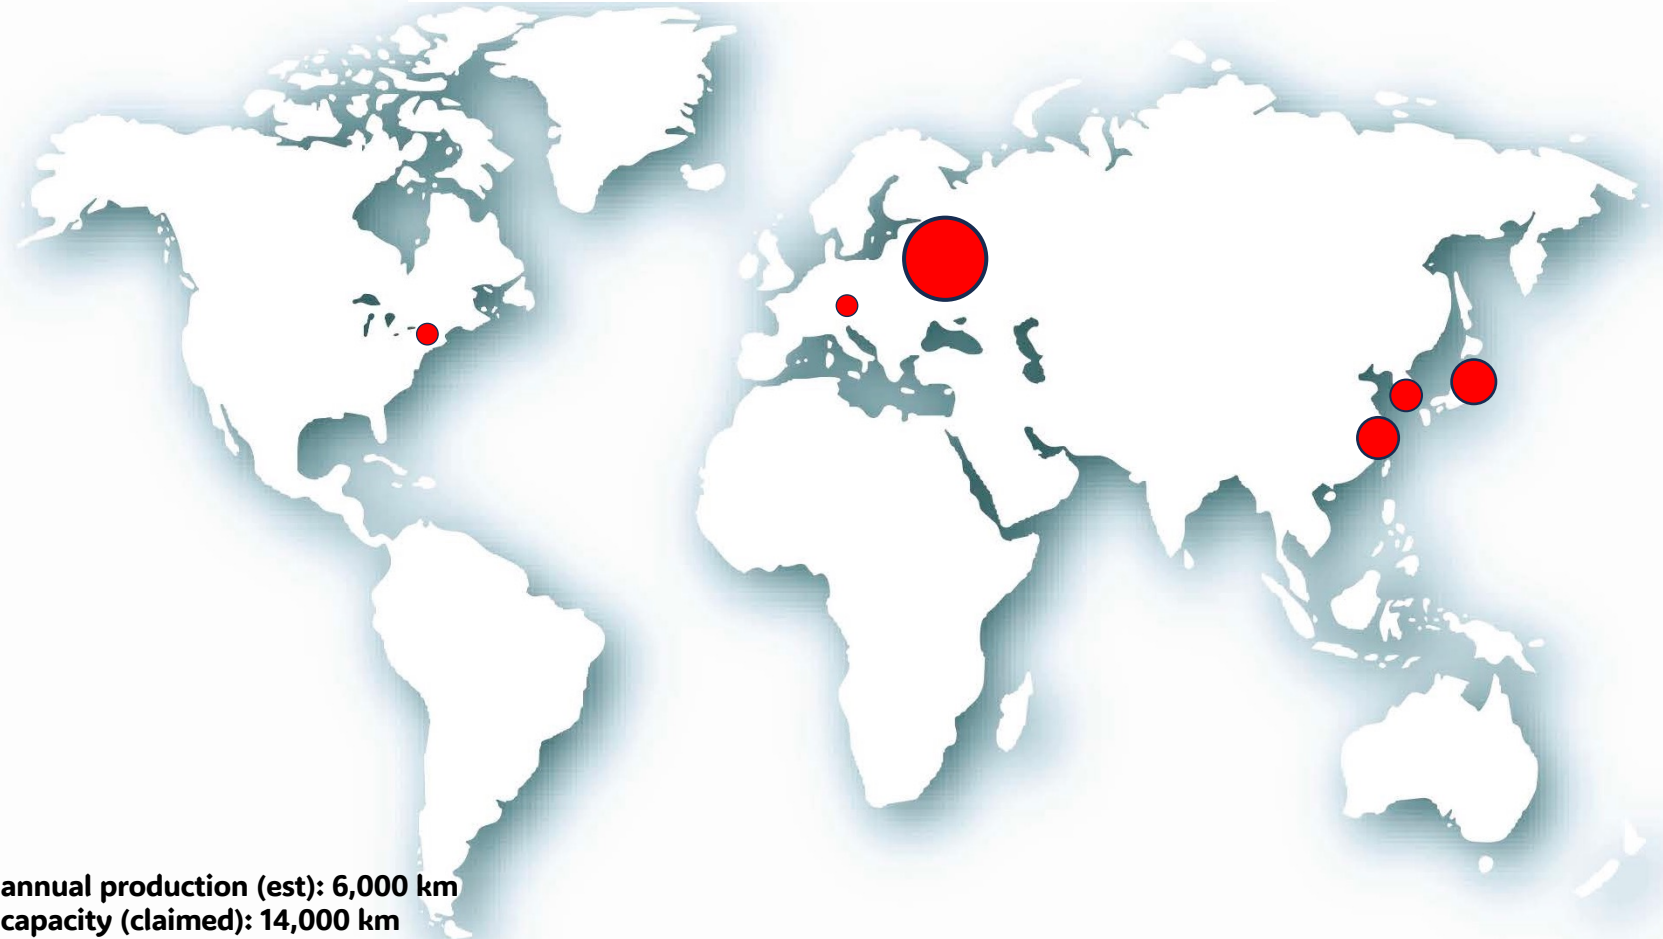 annual production (est): 6,000 km
capacity (claimed): 14,000 km